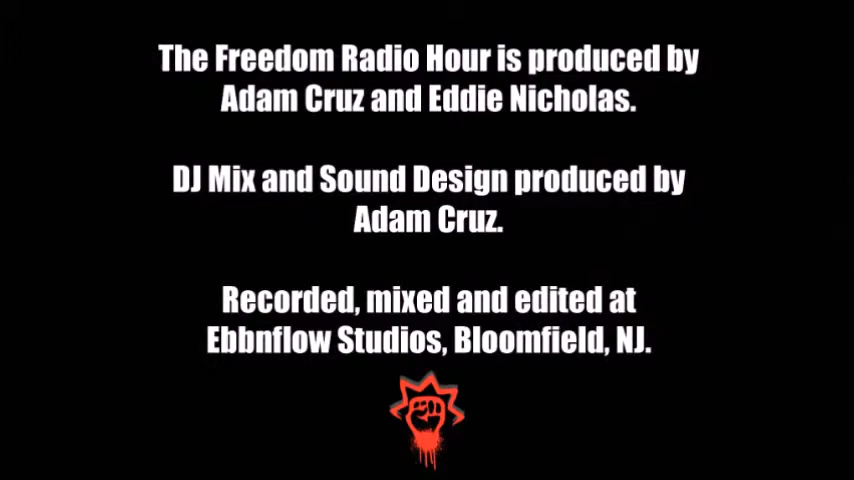 The Freedom Radio Hour is produced by
Adam Cruz and Eddie Nicholas.
DJ Mix and Sound Design produced by
Adam Cruz.
Recorded, mixed and edited at
Ebbnflow Studios, Bloomfield, NJ.